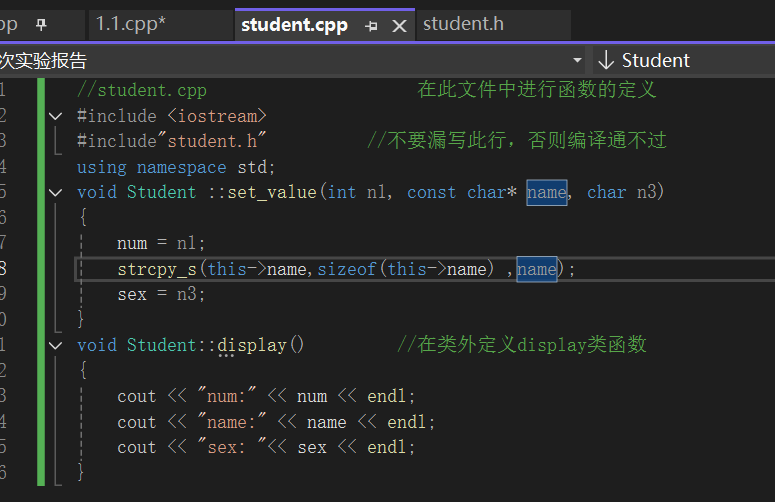 pp 1.1.cpp* student.cpp student.h
次实验报告 Student
1 //student.cpp 在此文件中进行函数的定义
2 #include <iostream>
3 #include"student.h" //不要漏写此行，否则编译通不过
4 using namespace std;
5 void Student ::set_value(int nl, const char* name, char n3)
6 {
7 num = nl;
8 strcpy_s(this->name,sizeof(this->name) ,name);
9 sex = n3;
0 }
1 void Student::display() //在类外定义display类函数
2 {
3 cout << "num:" << num << endl;
4 cout << "name:" << name << endl;
5 cout << "sex: "<< sex << endl;
6 }